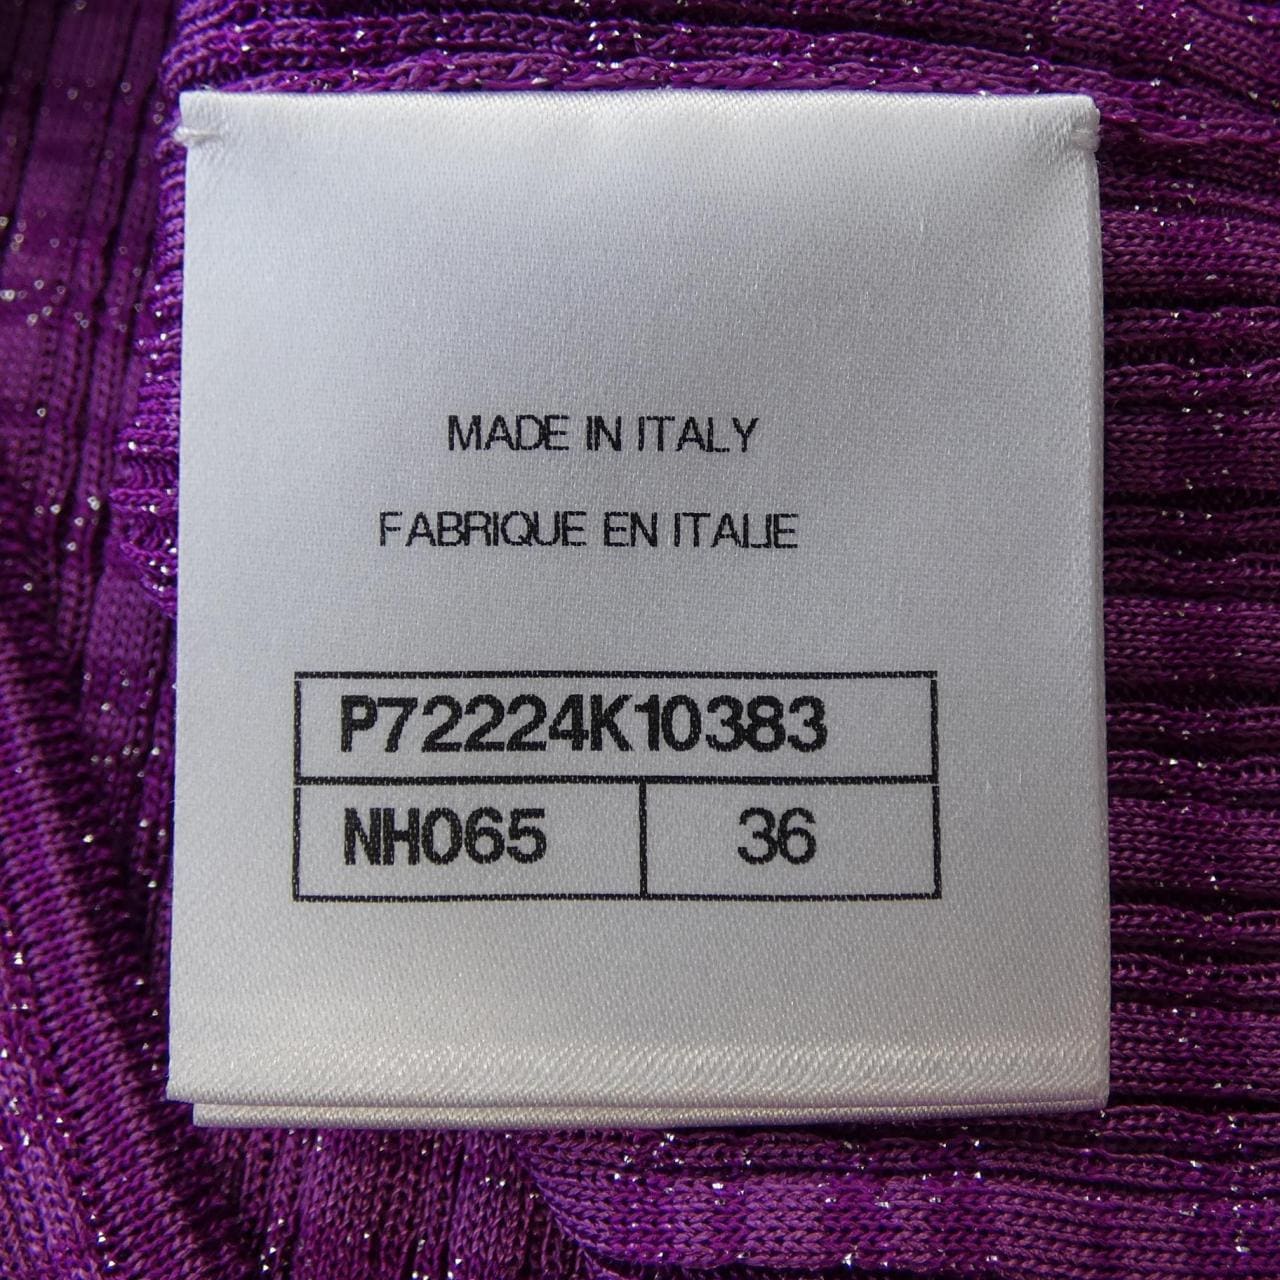 MADE IN ITALY
FABRIQUE EN ITALIE
P72224K10383
NH065 36